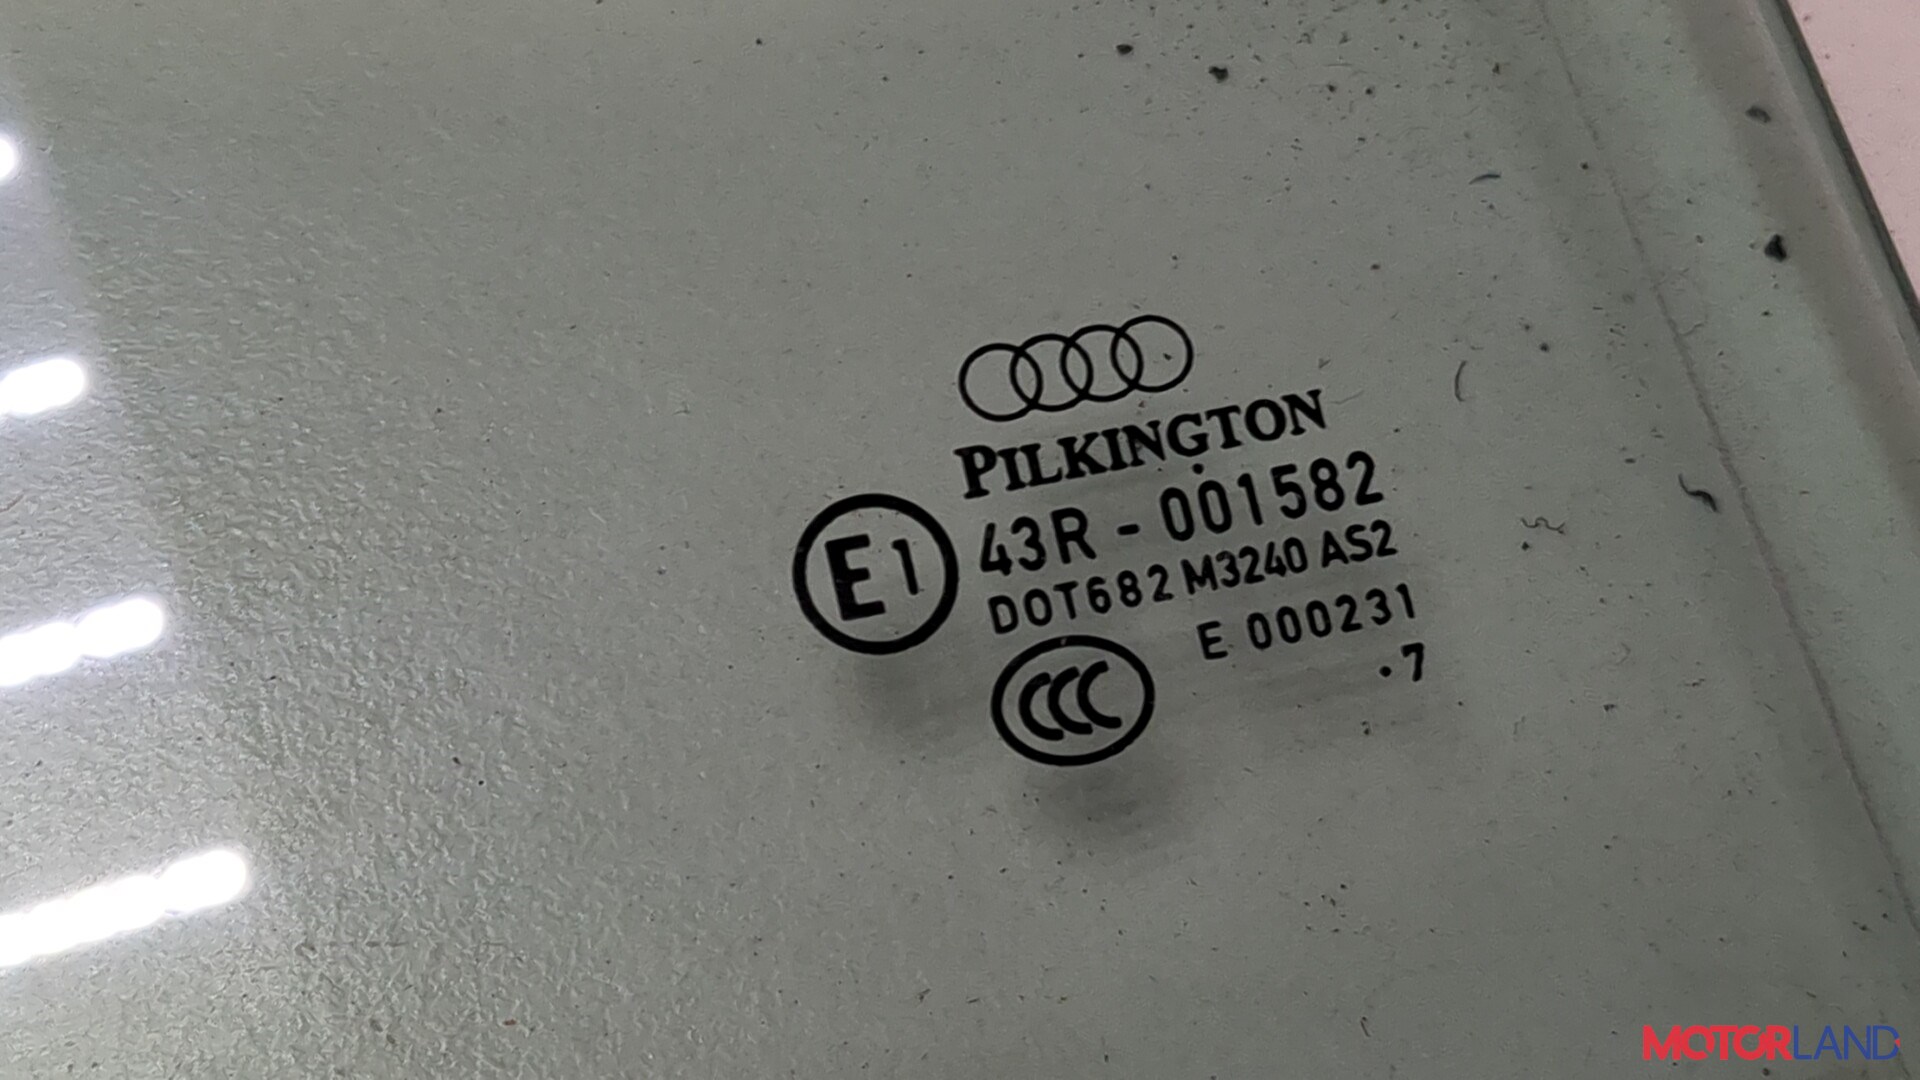 PILKINGTON
E1
43R - 001582
DOT682 M3240 AS2
E 000231
CCC
.7
MOTORLAND